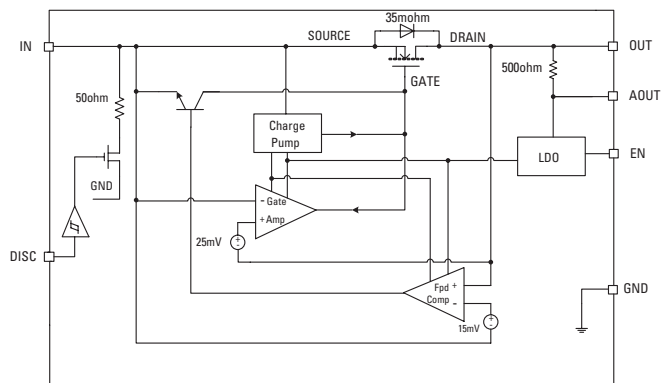 35mohm
IN
SOURCE
DRAIN
OUT
50ohm
500ohm
GATE
AOUT
Charge
Pump
EN
LDO
GND
- Gate
+ Amp
25mV
DISC
Fpd +
Comp -
GND
15mV
+
-
+
-